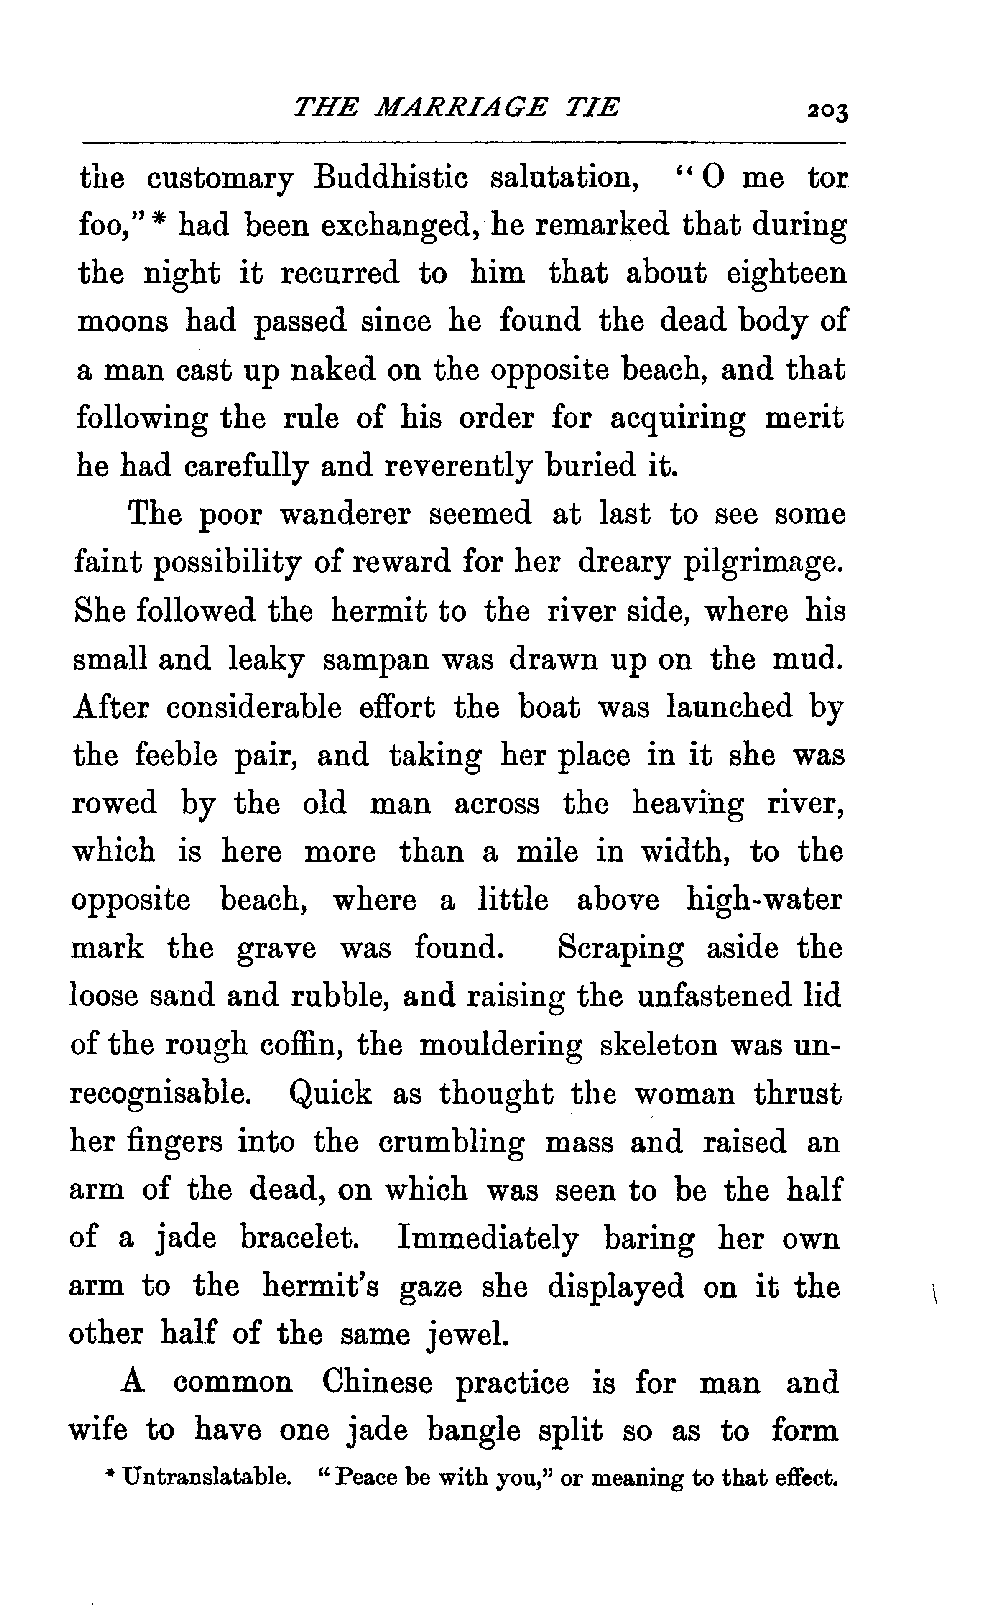 THE MARRIAGE TIE 203
the customary Buddhistic salutation, “ O me tor
foo,” * had been exchanged, he remarked that during
the night it recurred to him that about eighteen
moons had passed since he found the dead body of
a man cast up naked on the opposite beach, and that
following the rule of his order for acquiring merit
he had carefully and reverently buried it.
The poor wanderer seemed at last to see some
faint possibility of reward for her dreary pilgrimage.
She followed the hermit to the river side, where his
small and leaky sampan was drawn up on the mud.
After considerable effort the boat was launched by
the feeble pair, and taking her place in it she was
rowed by the old man across the heaving river,
which is here more than a mile in width, to the
opposite beach, where a little above high-water
mark the grave was found. Scraping aside the
loose sand and rubble, and raising the unfastened lid
of the rough coffin, the mouldering skeleton was un-
recognisable. Quick as thought the woman thrust
her fingers into the crumbling mass and raised an
arm of the dead, on which was seen to be the half
of a jade bracelet. Immediately baring her own
arm to the hermit’s gaze she displayed on it the
other half of the same jewel.
A common Chinese practice is for man and
wife to have one jade bangle split so as to form
* Untranslatable. “Peace be with you,” or meaning to that effect.